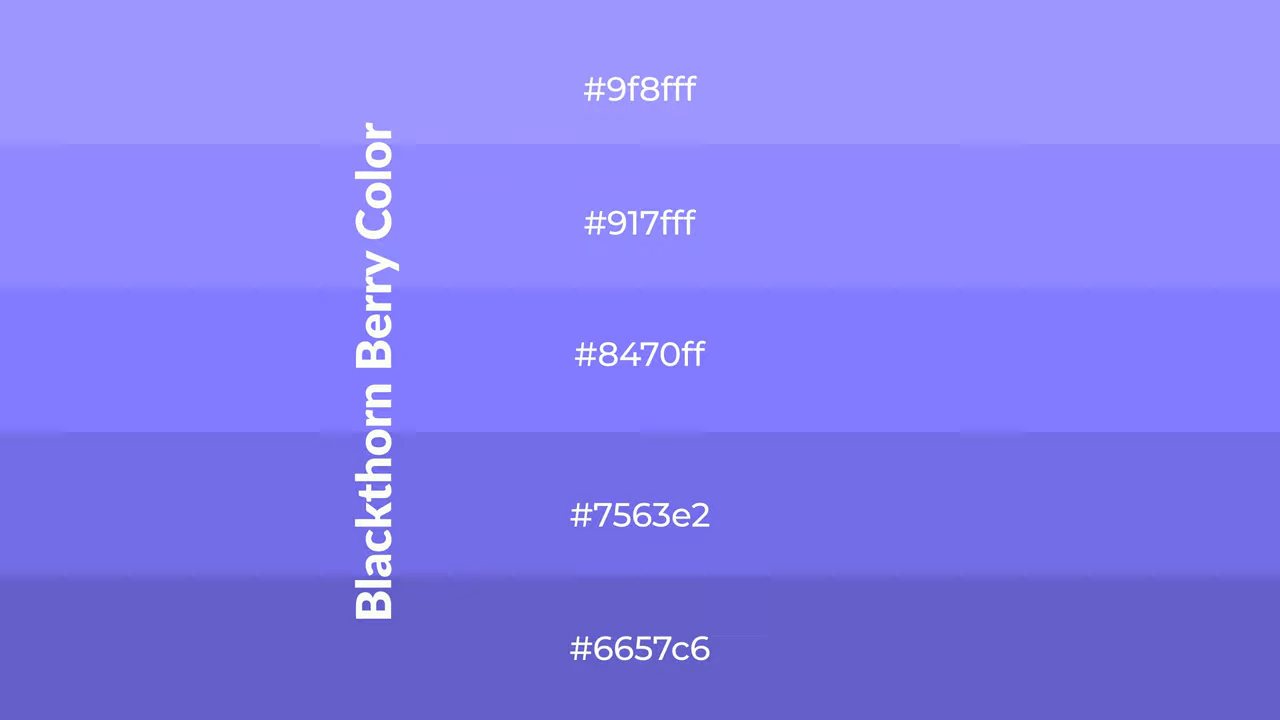 Blackthorn Berry Color
#9f8fff
#917fff
#8470ff
#7563e2
#6657c6